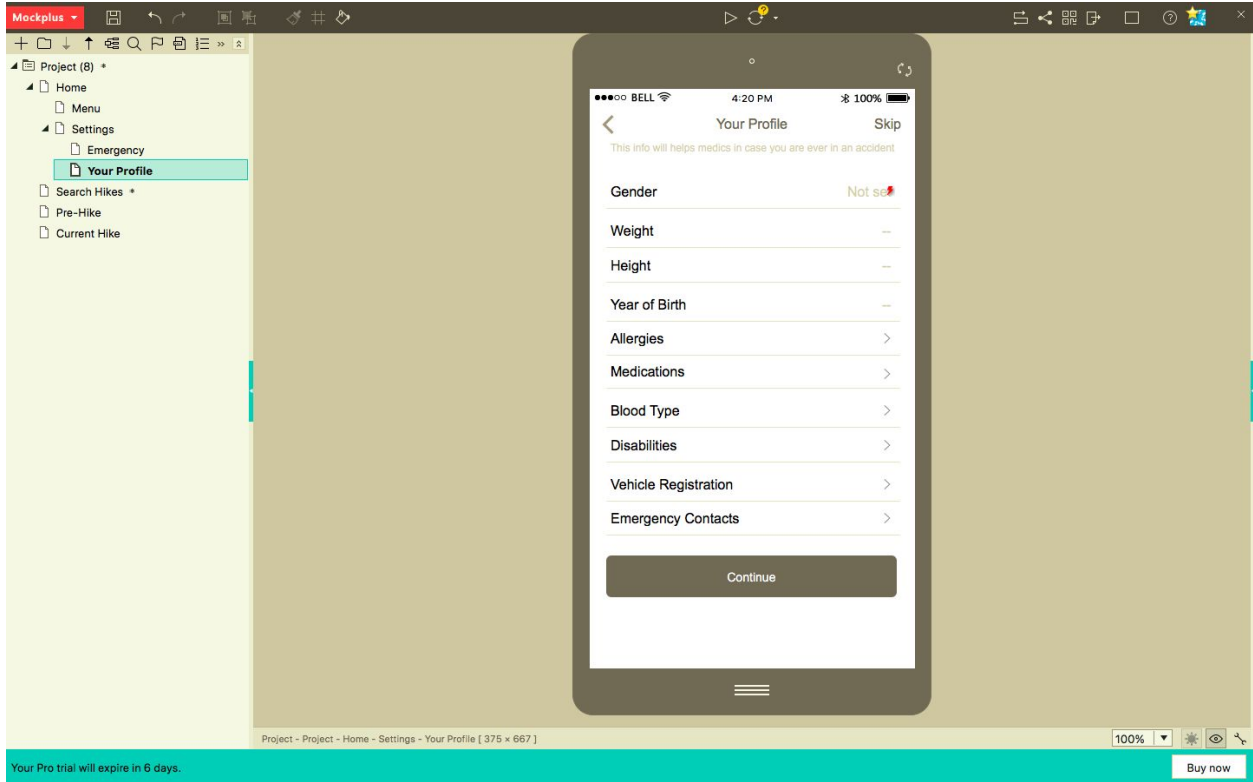 Mockplus
Project (8) *
Home
Menu
Settings
Emergency
Your Profile
Search Hikes *
Pre-Hike
Current Hike
BELL 4:20 PM 100%
Your Profile Skip
This info will helps medics in case you are ever in an accident
Gender Not se
Weight --
Height --
Year of Birth --
Allergies
Medications
Blood Type
Disabilities
Vehicle Registration
Emergency Contacts
Continue
Project - Project - Home - Settings - Your Profile [ 375 × 667 ]
100%
Your Pro trial will expire in 6 days.
Buy now